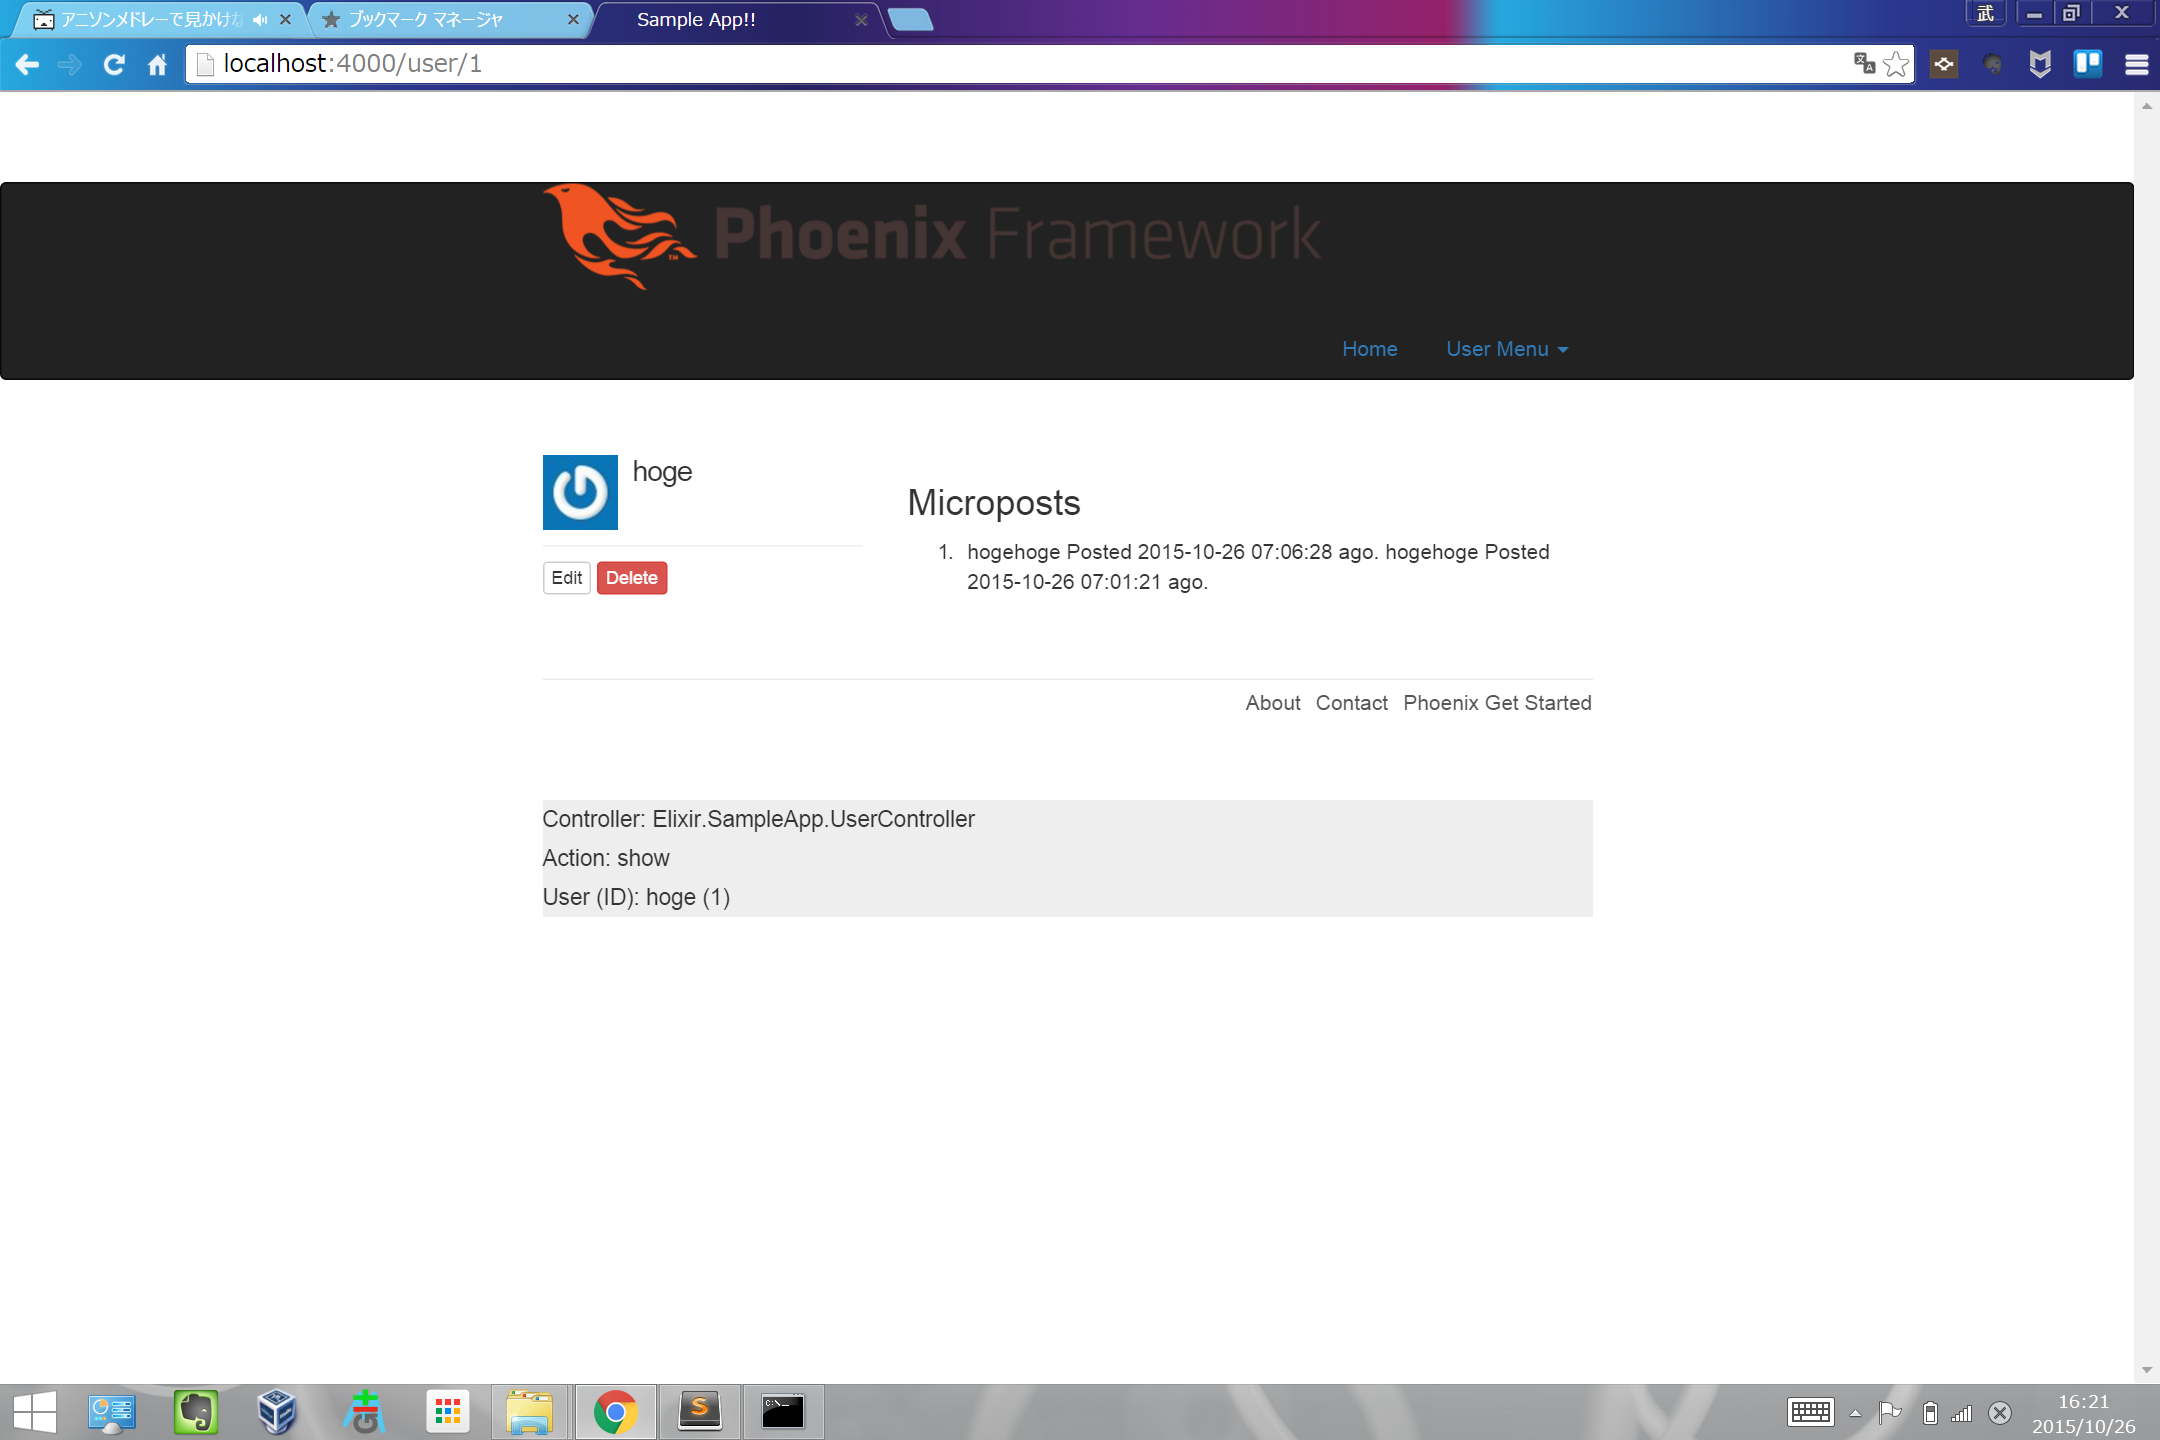 アニソンメドレーで見かけな
ブックマーク マネージャ
Sample App!!
武
localhost:4000/user/1
Phoenix Framework
TM
Home
User Menu
hoge
Edit
Delete
Microposts
1. hogehoge Posted 2015-10-26 07:06:28 ago. hogehoge Posted
2015-10-26 07:01:21 ago.
About
Contact
Phoenix Get Started
Controller: Elixir.SampleApp.UserController
Action: show
User (ID): hoge (1)
16:21
2015/10/26